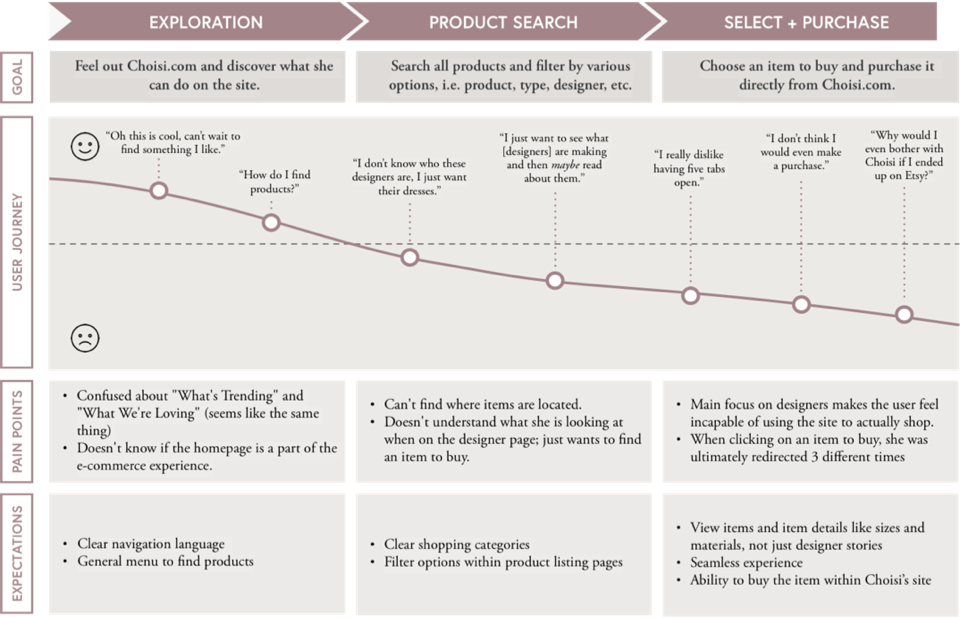 EXPLORATION
PRODUCT SEARCH
SELECT + PURCHASE
GOAL
Feel out Choisi.com and discover what she
can do on the site.
Search all products and filter by various
options, i.e. product, type, designer, etc.
Choose an item to buy and purchase it
directly from Choisi.com.
USER JOURNEY
“Oh this is cool, can’t wait to
find something I like.”
“How do I find
products?”
“I don’t know who these
designers are, I just want
their dresses.”
“I just want to see what
[designers] are making
and then maybe read
about them.”
“I really dislike
having five tabs
open.”
“I don’t think I
would even make
a purchase.”
“Why would I
even bother with
Choisi if I ended
up on Etsy?”
PAIN POINTS
• Confused about "What's Trending" and
"What We're Loving" (seems like the same
thing)
• Doesn't know if the homepage is a part of the
e-commerce experience.
• Can't find where items are located.
• Doesn't understand what she is looking at
when on the designer page; just wants to find
an item to buy.
• Main focus on designers makes the user feel
incapable of using the site to actually shop.
• When clicking on an item to buy, she was
ultimately redirected 3 different times
EXPECTATIONS
• Clear navigation language
• General menu to find products
• Clear shopping categories
• Filter options within product listing pages
• View items and item details like sizes and
materials, not just designer stories
• Seamless experience
• Ability to buy the item within Choisi’s site